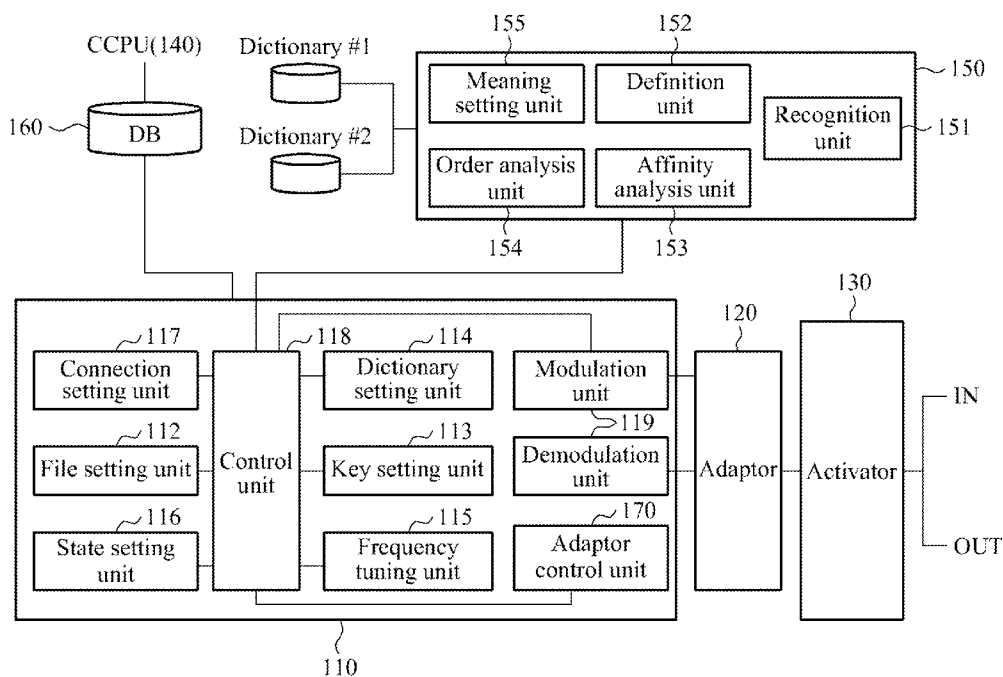 155
152
CCPU(140)
Dictionary #1
150
Meaning
setting unit
Definition
unit
Recognition
unit
160
DB
151
Dictionary #2
Order analysis
unit
Affinity
analysis unit
154
153
130
120
117
118
114
Connection
setting unit
Dictionary
setting unit
Modulation
unit
IN
112
113
119
File setting unit
Control
unit
Key setting unit
Demodulation
unit
Adaptor
Activator
116
115
170
State setting
unit
Frequency
tuning unit
Adaptor
control unit
OUT
110